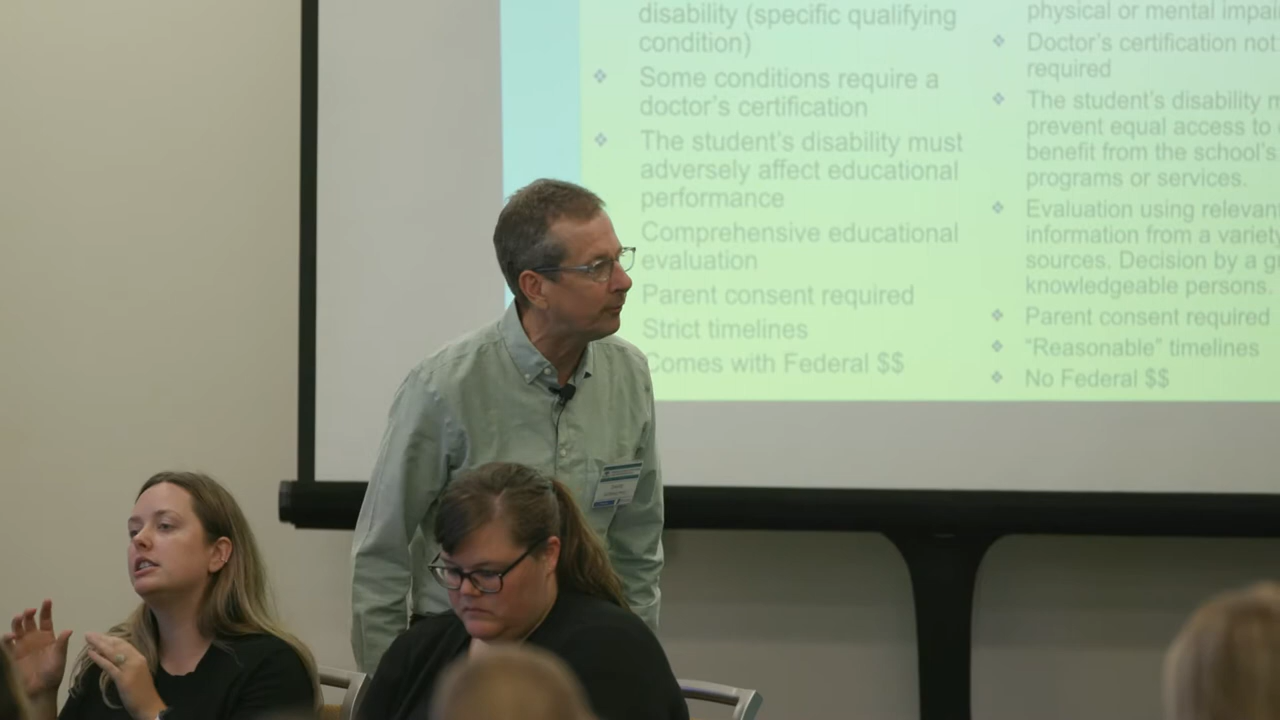 disability (specific qualifying
condition)
❖ Some conditions require a
doctor's certification
❖ The student's disability must
adversely affect educational
performance
Comprehensive educational
evaluation
Parent consent required
Strict timelines
Comes with Federal $$
physical or mental
❖ Doctor's certification not
required
❖ The student's disability
prevent equal access to
benefit from the school's
programs or services.
❖ Evaluation using relevant
information from a variety
sources. Decision by a
knowledgeable persons.
❖ Parent consent required
❖ "Reasonable" timelines
❖ No Federal $$